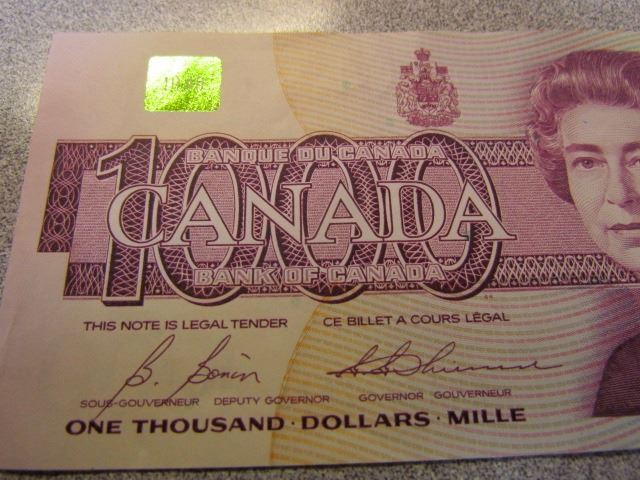 BANQUE DU CANADA
1000
CANADA
BANK OF CANADA
THIS NOTE IS LEGAL TENDER CE BILLET A COURS LÉGAL
B. Bonin
SOUS-GOUVERNEUR DEPUTY GOVERNOR GOVERNOR GOUVERNEUR
ONE THOUSAND · DOLLARS · MILLE